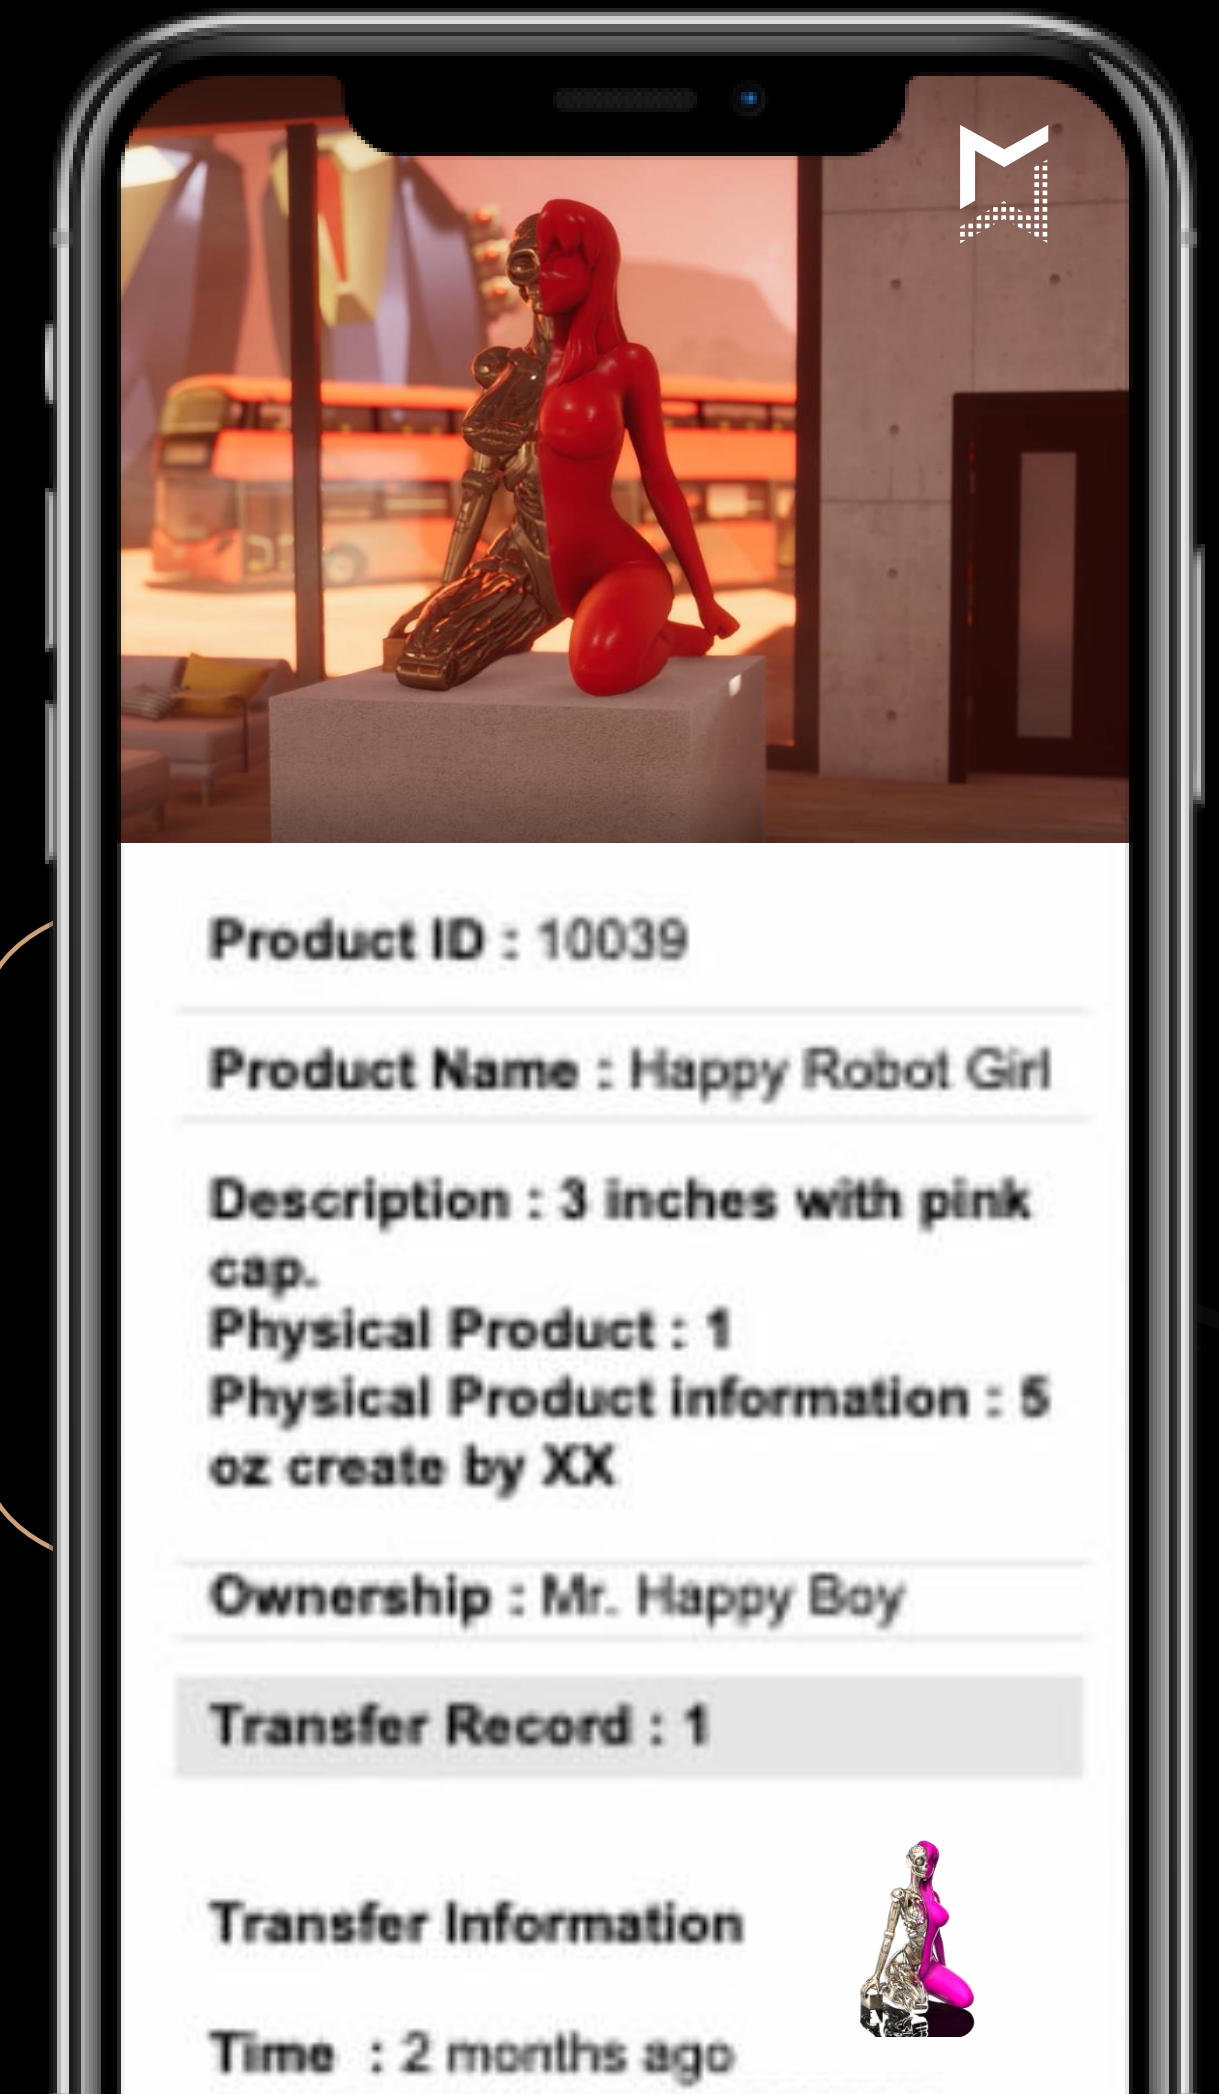 Product ID : 10039
Product Name : Happy Robot Girl
Description : 3 inches with pink
cap.
Physical Product : 1
Physical Product information : 5
oz create by XX
Ownership : Mr. Happy Boy
Transfer Record : 1
Transfer Information
Time : 2 months ago